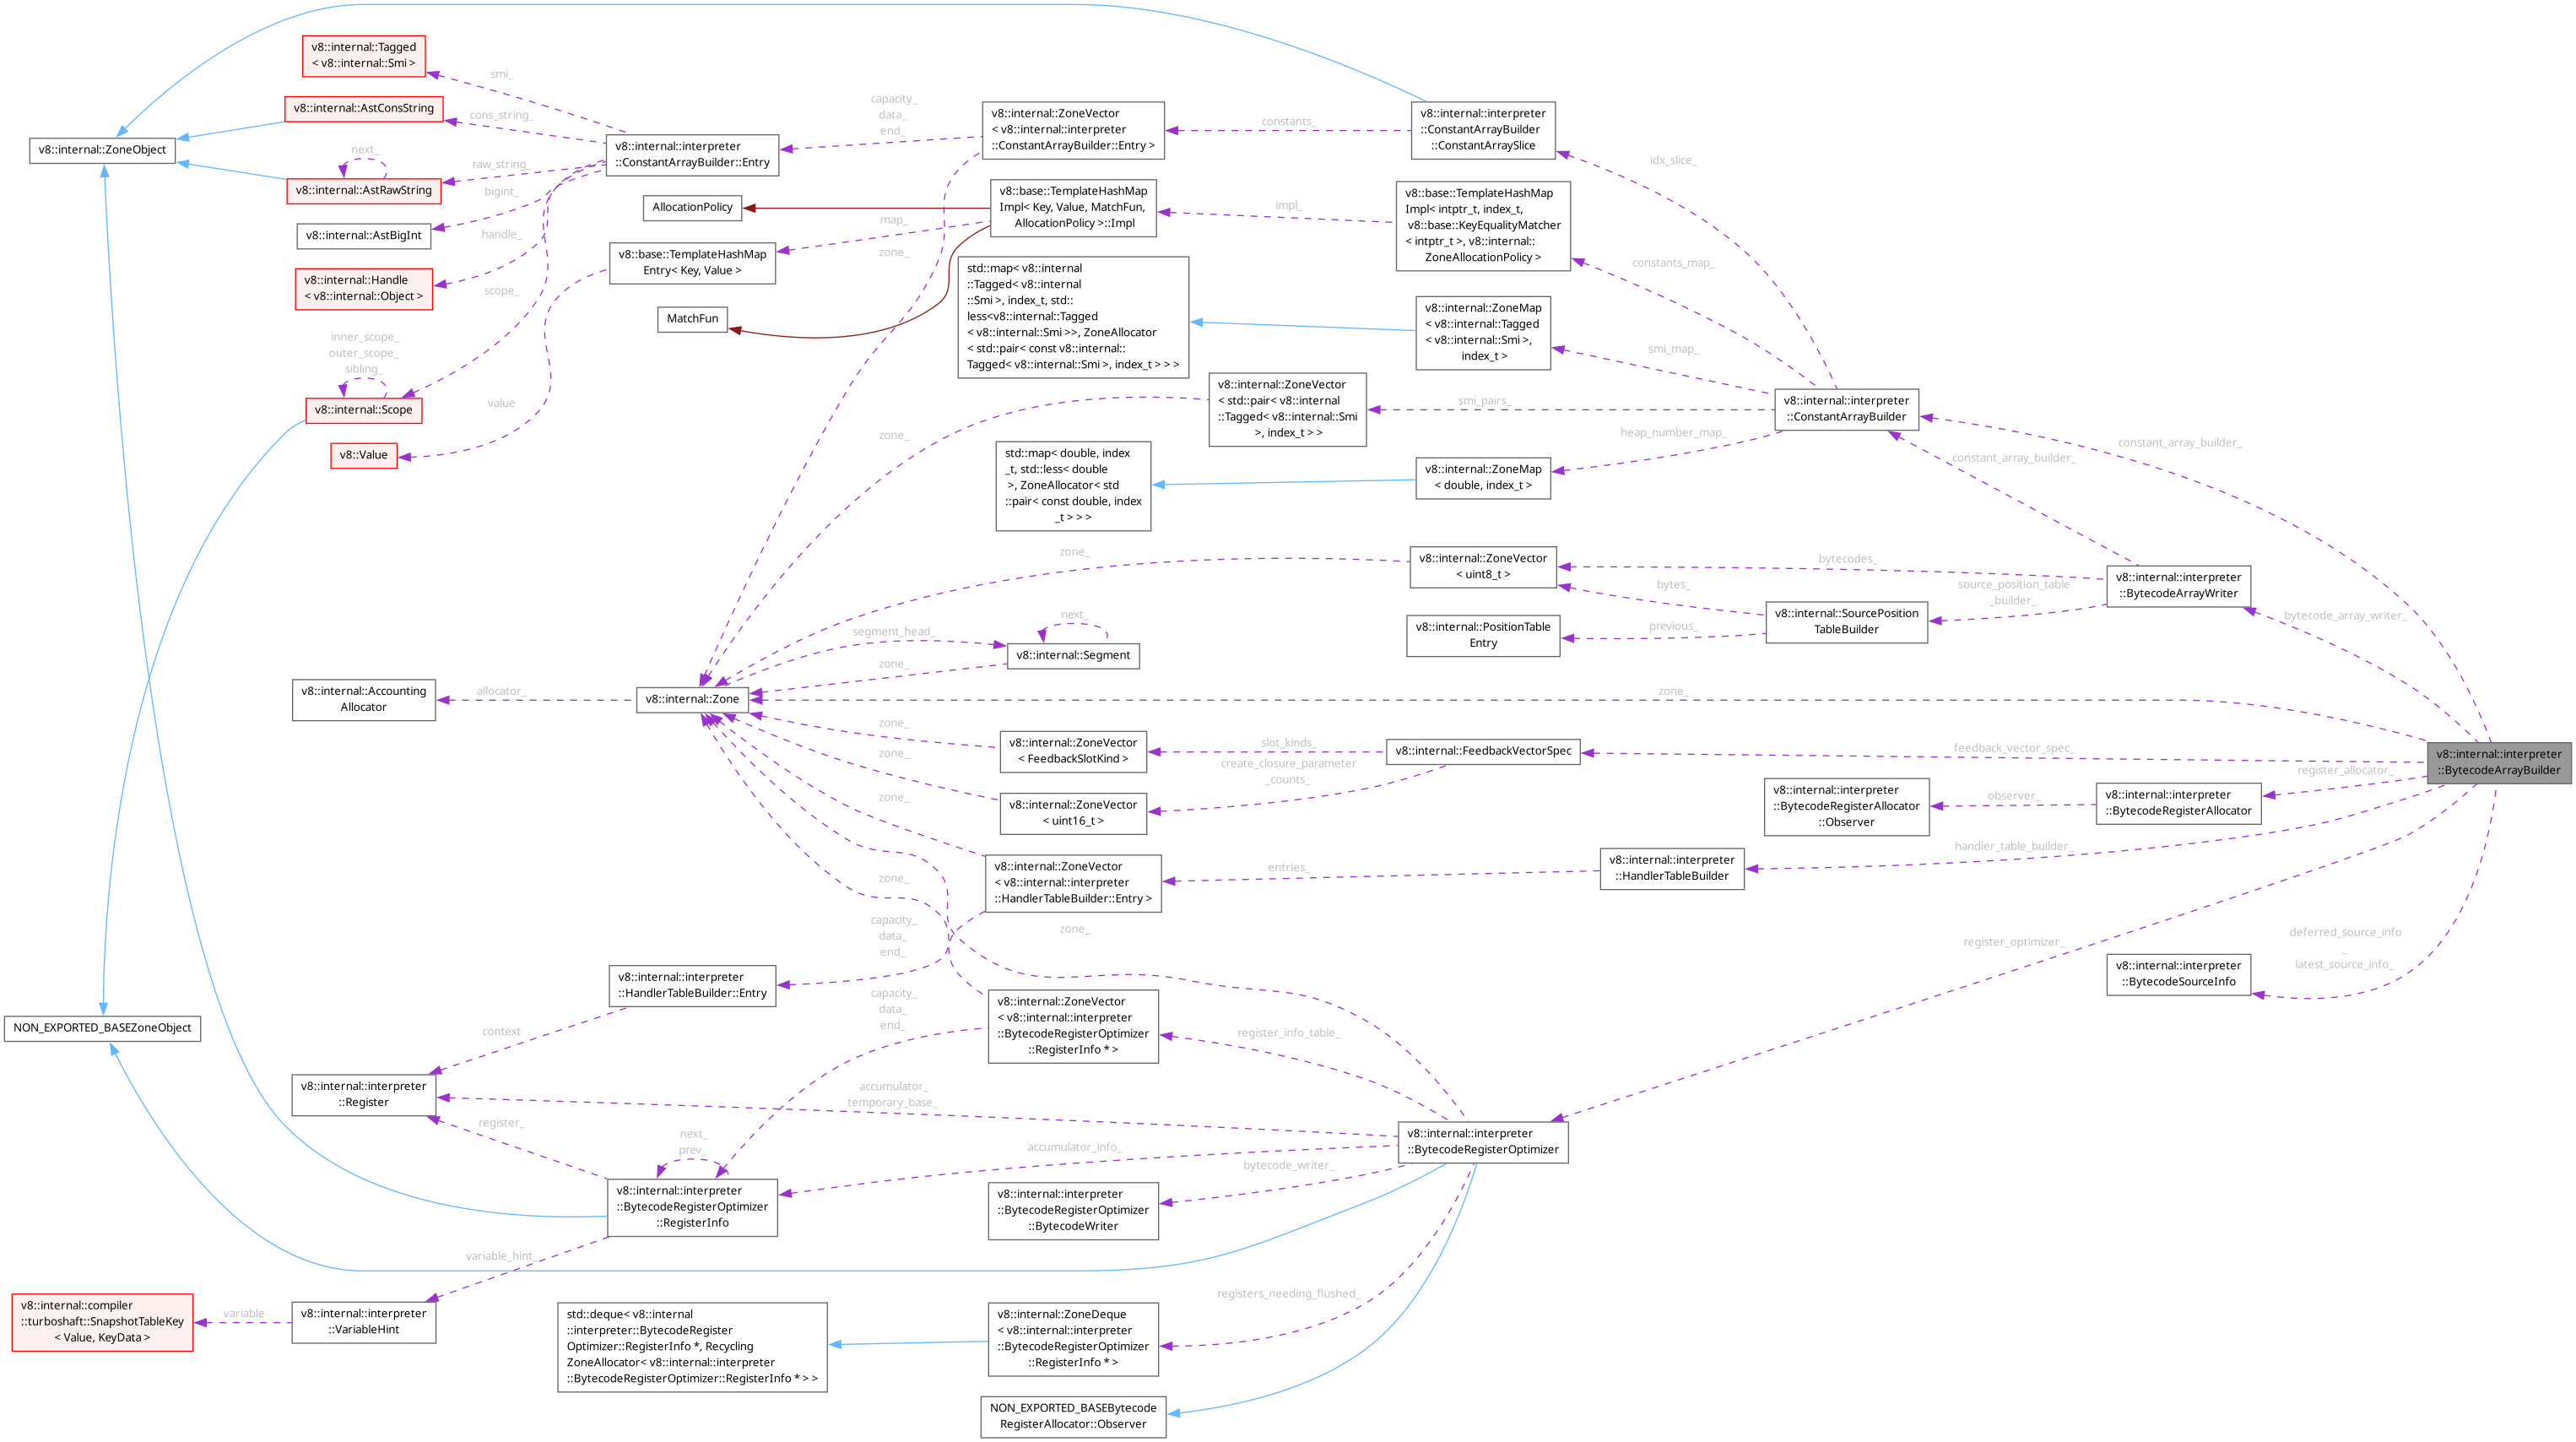 v8::internal::Tagged
< v8::internal::Smi >
v8::internal::AstConsString
v8::internal::ZoneObject
next_
v8::internal::AstRawString
v8::internal::AstBigInt
v8::internal::Handle
< v8::internal::Object >
inner_scope_
outer_scope_
sibling_
v8::internal::Scope
v8::Value
smi_
cons_string_
raw_string_
bigint_
handle_
scope_
value
v8::internal::interpreter
::ConstantArrayBuilder::Entry
AllocationPolicy
v8::base::TemplateHashMap
Entry< Key, Value >
MatchFun
capacity_
data_
end_
map_
zone_
zone_
v8::internal::ZoneVector
< v8::internal::interpreter
::ConstantArrayBuilder::Entry >
v8::base::TemplateHashMap
Impl< Key, Value, MatchFun,
AllocationPolicy >::Impl
std::map< v8::internal
::Tagged< v8::internal
::Smi >, index_t, std::
less<v8::internal::Tagged
< v8::internal::Smi >>, ZoneAllocator
< std::pair< const v8::internal::
Tagged< v8::internal::Smi >, index_t > > >
v8::internal::ZoneVector
< std::pair< v8::internal
::Tagged< v8::internal::Smi
>, index_t > >
std::map< double, index
_t, std::less< double
>, ZoneAllocator< std
::pair< const double, index
_t > > >
constants_
impl_
v8::internal::interpreter
::ConstantArrayBuilder
::ConstantArraySlice
v8::base::TemplateHashMap
Impl< intptr_t, index_t,
v8::base::KeyEqualityMatcher
< intptr_t >, v8::internal::
ZoneAllocationPolicy >
v8::internal::ZoneMap
< v8::internal::Tagged
< v8::internal::Smi >,
index_t >
v8::internal::ZoneMap
< double, index_t >
idx_slice_
constants_map_
smi_map_
smi_pairs_
heap_number_map_
v8::internal::interpreter
::ConstantArrayBuilder
constant_array_builder_
constant_array_builder_
zone_
v8::internal::ZoneVector
< uint8_t >
bytecodes_
bytes_
source_position_table
_builder_
v8::internal::interpreter
::BytecodeArrayWriter
bytecode_array_writer_
v8::internal::PositionTable
Entry
previous_
v8::internal::SourcePosition
TableBuilder
segment_head_
next_
v8::internal::Segment
zone_
v8::internal::Accounting
Allocator
allocator_
v8::internal::Zone
zone_
zone_
v8::internal::ZoneVector
< FeedbackSlotKind >
slot_kinds_
v8::internal::FeedbackVectorSpec
feedback_vector_spec_
v8::internal::interpreter
::BytecodeArrayBuilder
zone_
v8::internal::ZoneVector
< uint16_t >
create_closure_parameter
_counts_
v8::internal::interpreter
::BytecodeRegisterAllocator
::Observer
observer_
v8::internal::interpreter
::BytecodeRegisterAllocator
register_allocator_
zone_
v8::internal::ZoneVector
< v8::internal::interpreter
::HandlerTableBuilder::Entry >
entries_
v8::internal::interpreter
::HandlerTableBuilder
handler_table_builder_
zone_
capacity_
data_
end_
zone_
register_optimizer_
deferred_source_info
_
latest_source_info_
v8::internal::interpreter
::BytecodeSourceInfo
v8::internal::interpreter
::HandlerTableBuilder::Entry
NON_EXPORTED_BASEZoneObject
context
capacity_
data_
end_
v8::internal::ZoneVector
< v8::internal::interpreter
::BytecodeRegisterOptimizer
::RegisterInfo * >
register_info_table_
v8::internal::interpreter
::Register
accumulator_
temporary_base_
register_
next_
prev_
accumulator_info_
v8::internal::interpreter
::BytecodeRegisterOptimizer
bytecode_writer_
v8::internal::interpreter
::BytecodeRegisterOptimizer
::RegisterInfo
v8::internal::interpreter
::BytecodeRegisterOptimizer
::BytecodeWriter
variable_hint_
v8::internal::compiler
::turboshaft::SnapshotTableKey
< Value, KeyData >
variable
v8::internal::interpreter
::VariableHint
std::deque< v8::internal
::interpreter::BytecodeRegister
Optimizer::RegisterInfo *, Recycling
ZoneAllocator< v8::internal::interpreter
::BytecodeRegisterOptimizer::RegisterInfo * > >
v8::internal::ZoneDeque
< v8::internal::interpreter
::BytecodeRegisterOptimizer
::RegisterInfo * >
registers_needing_flushed_
NON_EXPORTED_BASEBytecode
RegisterAllocator::Observer